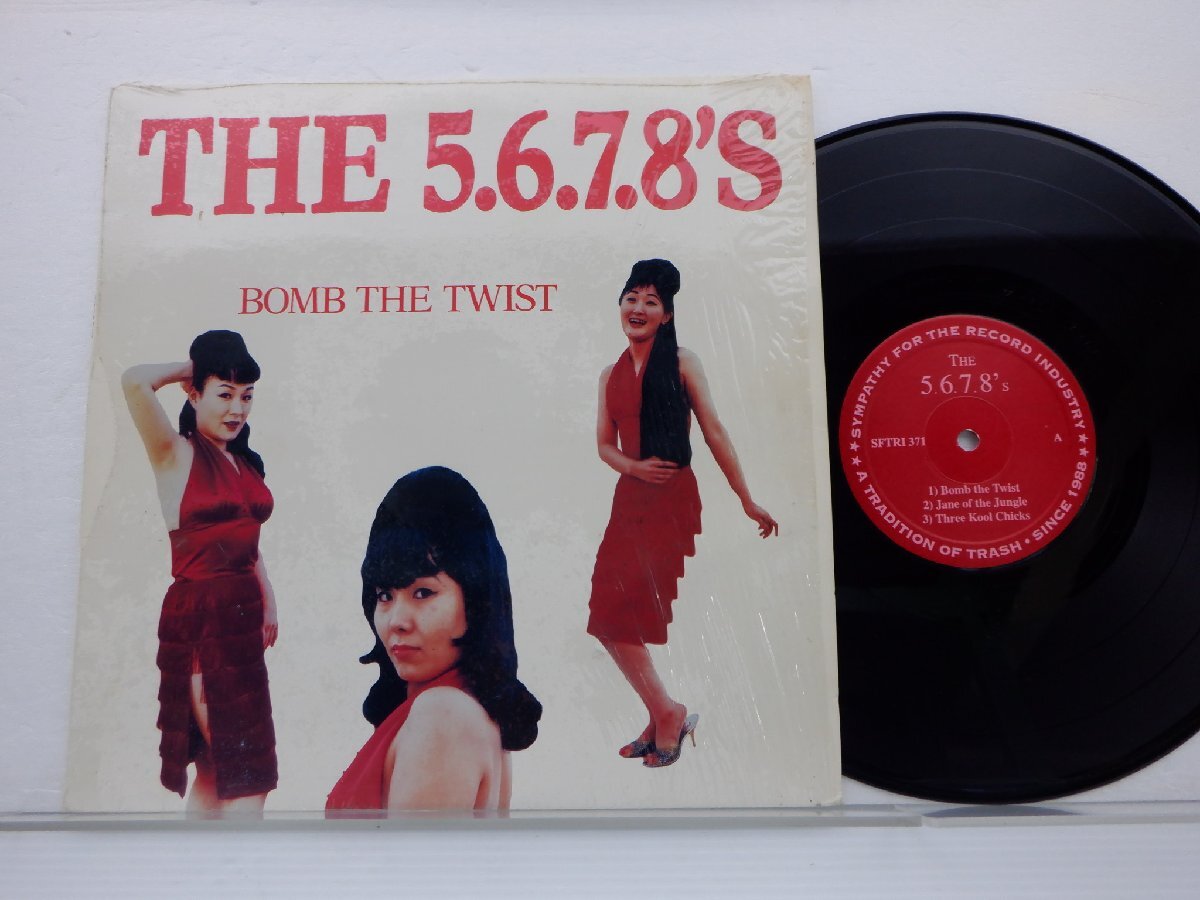 THE 5.6.7.8'S
BOMB THE TWIST
★ SYMPATHY FOR THE RECORD INDUSTRY ★
THE
5.6.7.8's
SFTRI 371
A
1) Bomb the Twist
2) Jane of the Jungle
3) Three Kool Chicks
★ A TRADITION OF TRASH • SINCE 1988 ★